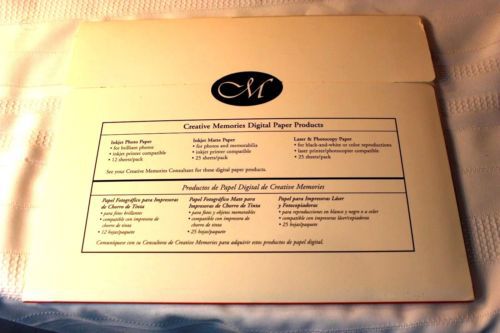 CM
Creative Memories Digital Paper Products
Inkjet Photo Paper
• for brilliant photos
• inkjet printer compatible
• 12 sheets/pack
Inkjet Matte Paper
• for photos and memorabilia
• inkjet printer compatible
• 25 sheets/pack
Laser & Photocopy Paper
• for black-and-white or color reproductions
• laser printer/photocopier compatible
• 25 sheets/pack
See your Creative Memories Consultant for these digital paper products.
Productos de Papel Digital de Creative Memories
Papel Fotográfico para Impresoras
de Chorro de Tinta
• para fotos brillantes
• compatible con impresora de
chorro de tinta
• 12 hojas/paquete
Papel Fotográfico Mate para
Impresoras de Chorro de Tinta
• para fotos y objetos memorables
• compatible con impresora de
chorro de tinta
• 25 hojas/paquete
Papel para Impresoras Láser
y Fotocopiadoras
• para reproducciones en blanco y negro o a color
• compatible con impresoras láser/copiadoras
• 25 hojas/paquete
Comuníquese con tu Consultora de Creative Memories para adquirir estos productos de papel digital.